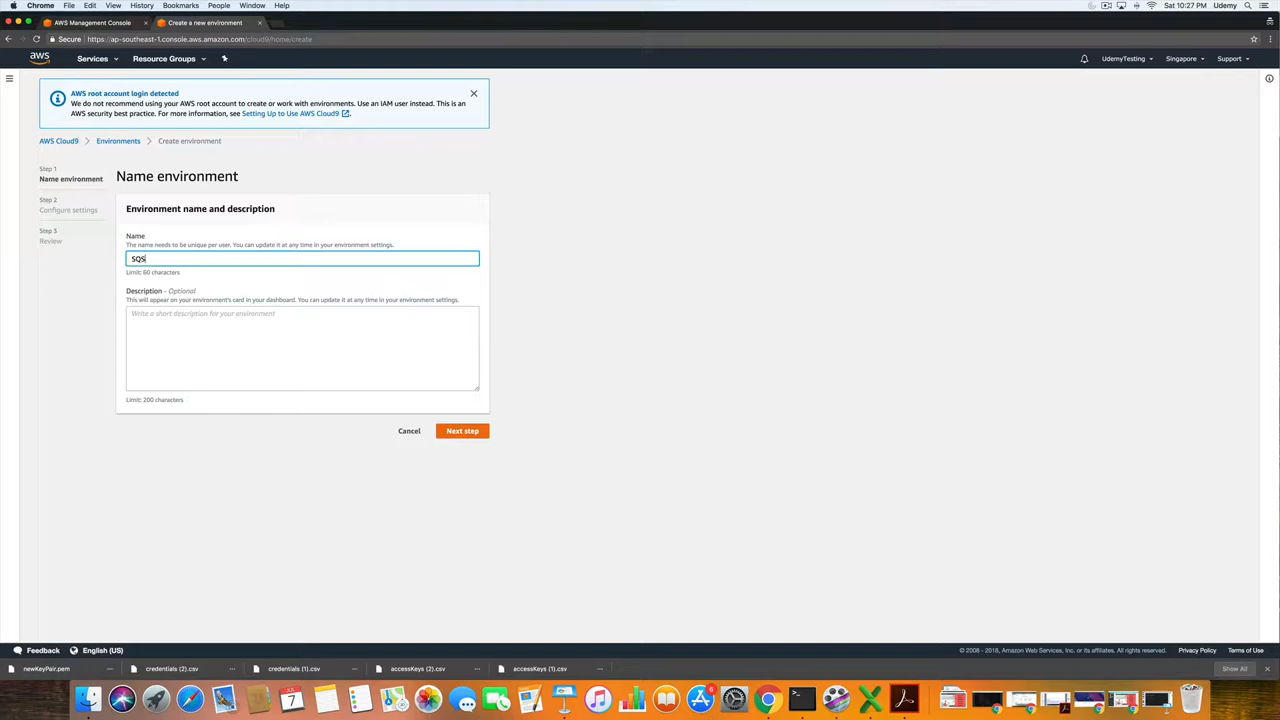 Chrome File Edit View History Bookmarks People Window Help
Sat 10:27 PM Udemy
AWS Management Console × Create a new environment ×
Secure https://ap-southeast-1.console.aws.amazon.com/cloud9/home/create
aws Services Resource Groups UdemyTesting Singapore Support
AWS root account login detected
We do not recommend using your AWS root account to create or work with environments. Use an IAM user instead. This is an
AWS security best practice. For more information, see Setting Up to Use AWS Cloud9.
AWS Cloud9 Environments Create environment
Step 1
Name environment
Step 2
Configure settings
Step 3
Review
Name environment
Environment name and description
Name
The name needs to be unique per user. You can update it at any time in your environment settings.
SQS
Limit: 60 characters
Description - Optional
This will appear on your environment's card in your dashboard. You can update it at any time in your environment settings.
Write a short description for your environment
Limit: 200 characters
Cancel Next step
Feedback English (US)
© 2008 - 2018, Amazon Web Services, Inc. or its affiliates. All rights reserved. Privacy Policy Terms of Use
newKeyPair.pem credentials (2).csv credentials (1).csv accessKeys (2).csv accessKeys (1).csv Show All
JUL
7
6